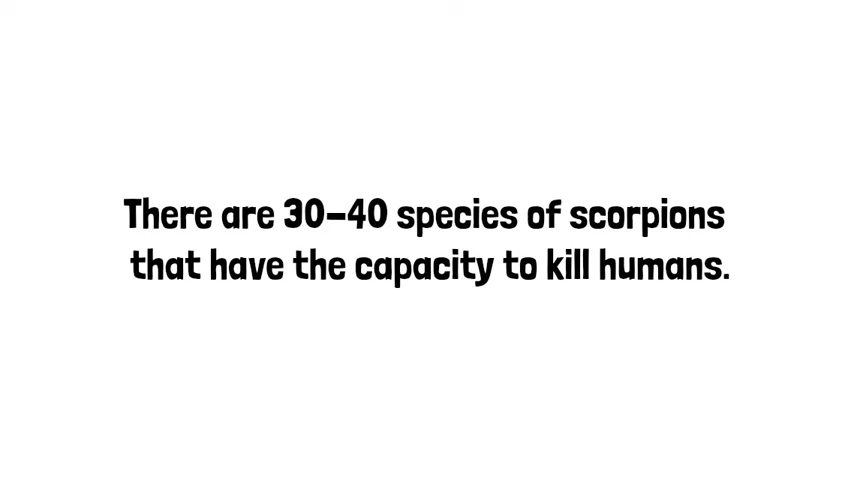 There are 30–40 species of scorpions
that have the capacity to kill humans.